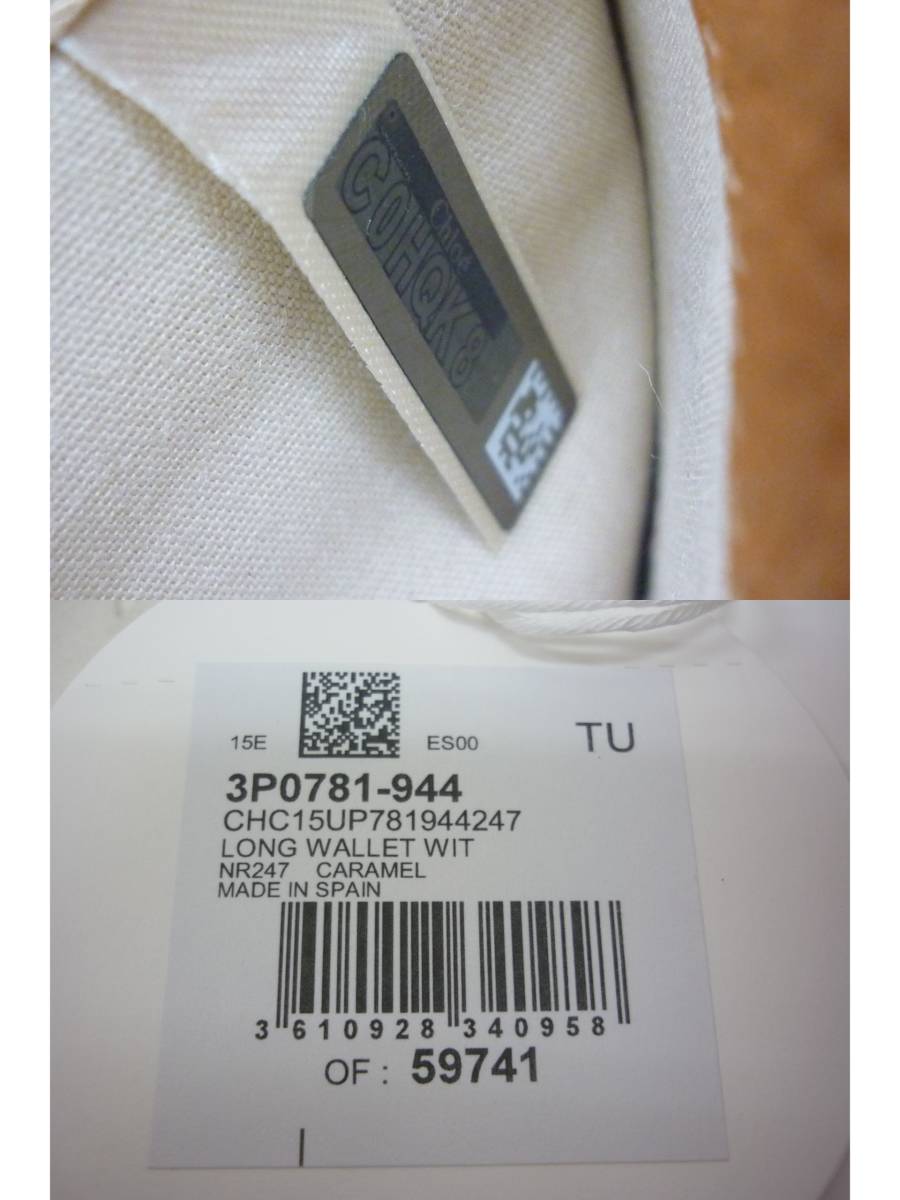 Chloé
COHQK8
15E ES00 TU
3P0781-944
CHC15UP781944247
LONG WALLET WIT
NR247 CARAMEL
MADE IN SPAIN
3 610928 340958
OF : 59741